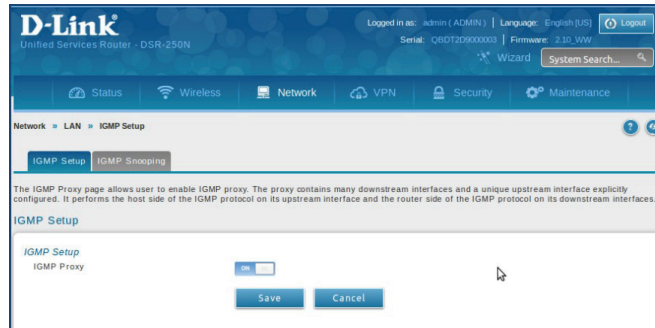 D-Link
Unified Services Router - DSR-250N
Logged in as: admin ( ADMIN ) | Language: English [US]
Logout
Serial: QBDT2D9000003 | Firmware: 2.10_WW
Wizard
System Search...
Status
Wireless
Network
VPN
Security
Maintenance
Network » LAN » IGMP Setup
?
IGMP Setup
IGMP Snooping
The IGMP Proxy page allows user to enable IGMP proxy. The proxy contains many downstream interfaces and a unique upstream interface explicitly
configured. It performs the host side of the IGMP protocol on its upstream interface and the router side of the IGMP protocol on its downstream interfaces.
IGMP Setup
IGMP Setup
IGMP Proxy
ON
Save
Cancel